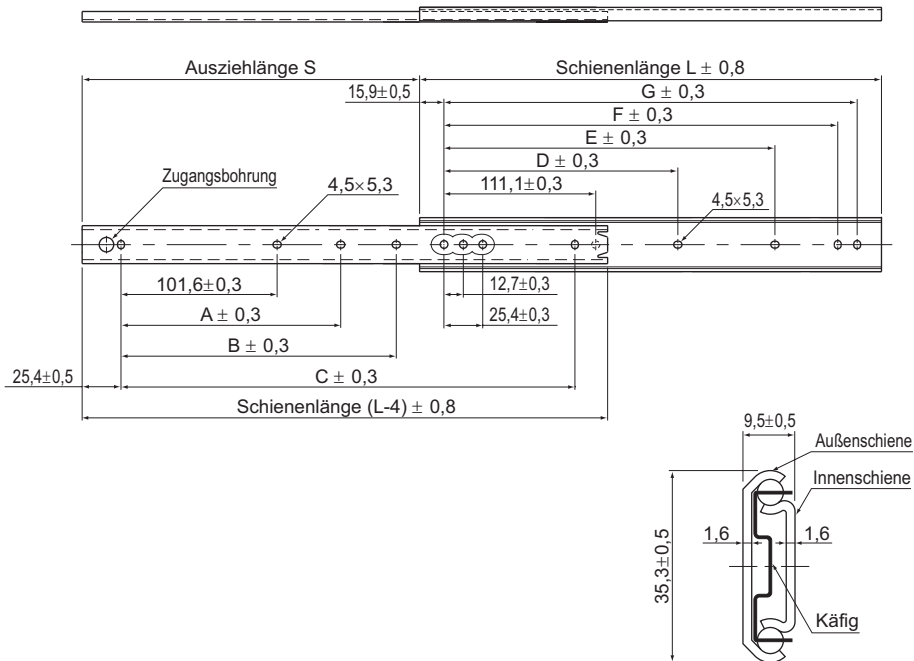 Ausziehlänge S
Schienenlänge L ± 0,8
15,9±0,5
G ± 0,3
F ± 0,3
E ± 0,3
D ± 0,3
111,1±0,3
Zugangsbohrung
4,5×5,3
4,5×5,3
101,6±0,3
12,7±0,3
A ± 0,3
25,4±0,3
B ± 0,3
25,4±0,5
C ± 0,3
Schienenlänge (L-4) ± 0,8
9,5±0,5
Außenschiene
Innenschiene
1,6
1,6
35,3±0,5
Käfig